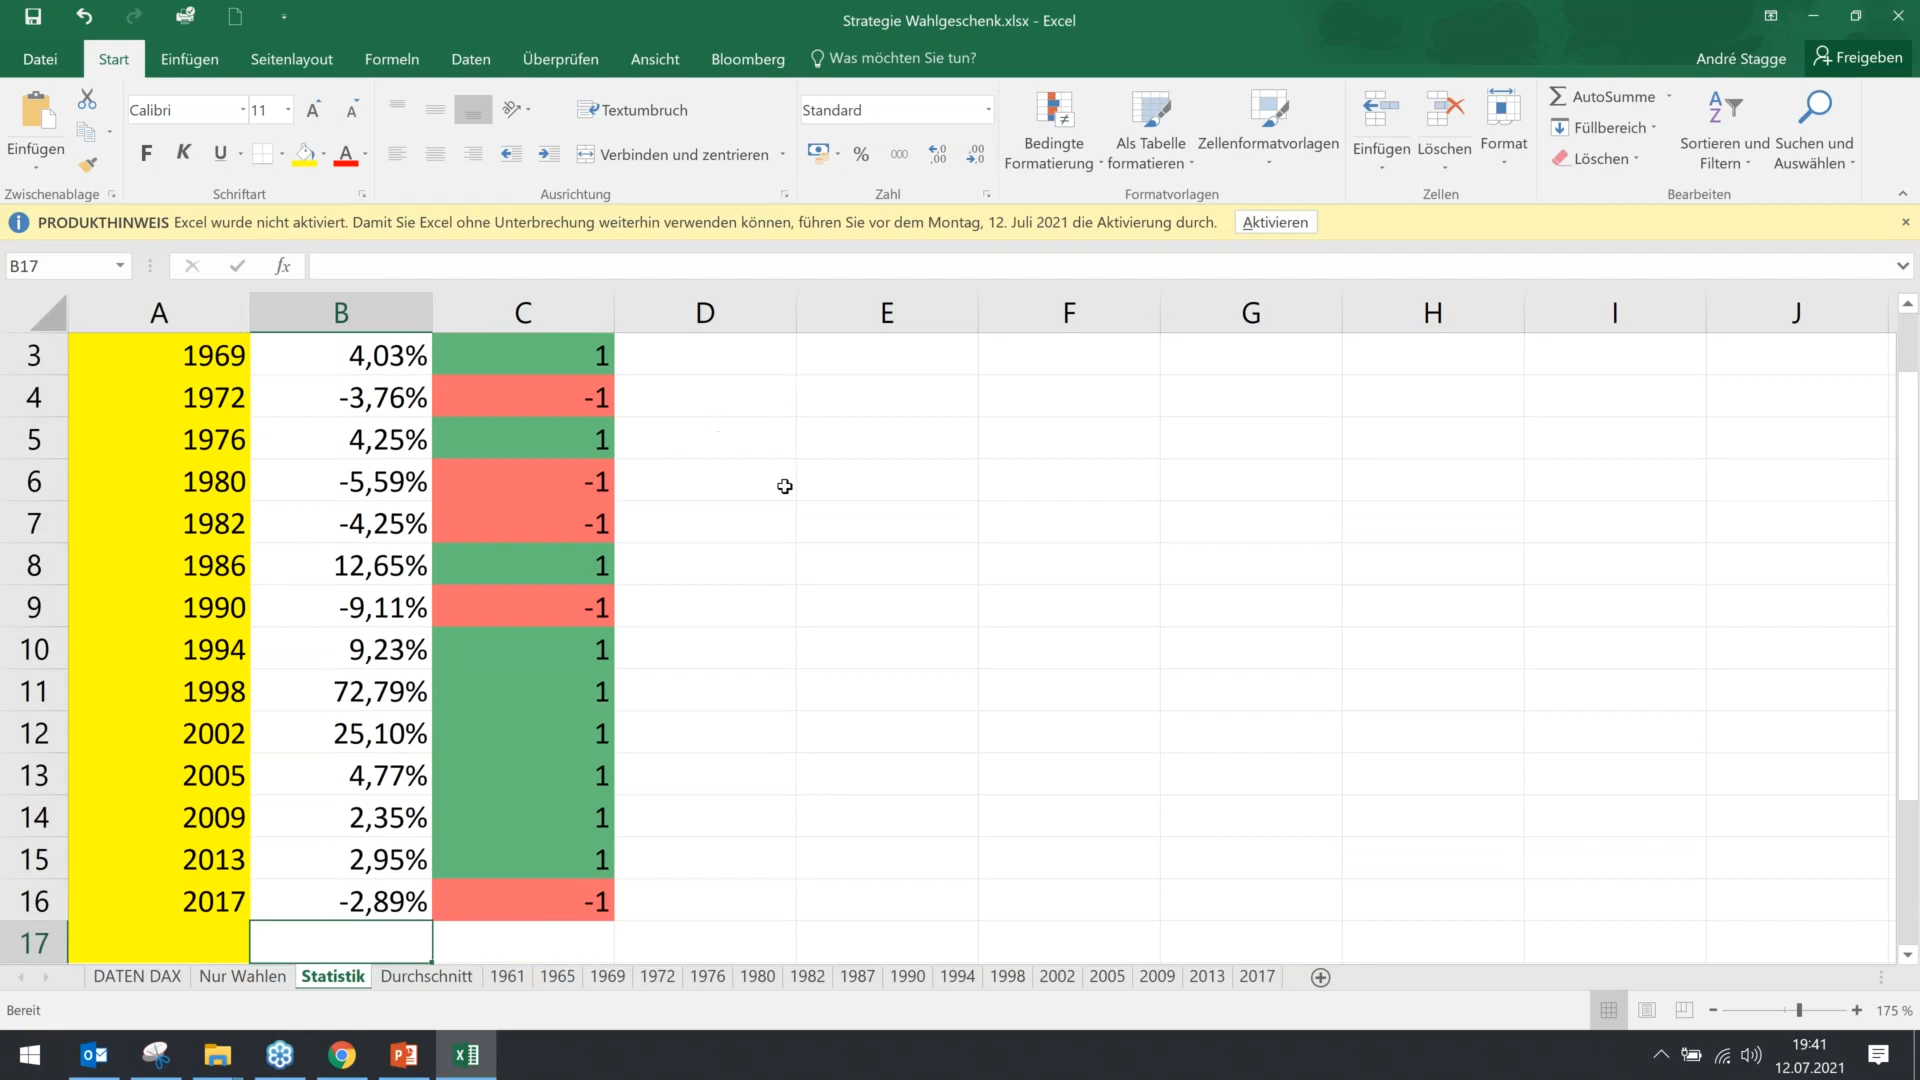 Strategie Wahlgeschenk.xlsx - Excel
Datei Start Einfügen Seitenlayout Formeln Daten Überprüfen Ansicht Bloomberg Was möchten Sie tun? André Stagge Freigeben
Calibri 11 A A Textumbruch Standard AutoSumme
Füllbereich
Einfügen F K U A Verbinden und zentrieren % 000 ,00 ,0 Löschen
Bedingte Formatierung Als Tabelle formatieren Zellenformatvorlagen Einfügen Löschen Format Sortieren und Filtern Suchen und Auswählen
Zwischenablage Schriftart Ausrichtung Zahl Formatvorlagen Zellen Bearbeiten
PRODUKTHINWEIS Excel wurde nicht aktiviert. Damit Sie Excel ohne Unterbrechung weiterhin verwenden können, führen Sie vor dem Montag, 12. Juli 2021 die Aktivierung durch. Aktivieren
B17 fx
A B C D E F G H I J
3 1969 4,03% 1
4 1972 -3,76% -1
5 1976 4,25% 1
6 1980 -5,59% -1
7 1982 -4,25% -1
8 1986 12,65% 1
9 1990 -9,11% -1
10 1994 9,23% 1
11 1998 72,79% 1
12 2002 25,10% 1
13 2005 4,77% 1
14 2009 2,35% 1
15 2013 2,95% 1
16 2017 -2,89% -1
17
DATEN DAX Nur Wahlen Statistik Durchschnitt 1961 1965 1969 1972 1976 1980 1982 1987 1990 1994 1998 2002 2005 2009 2013 2017
Bereit 175 %
19:41
12.07.2021